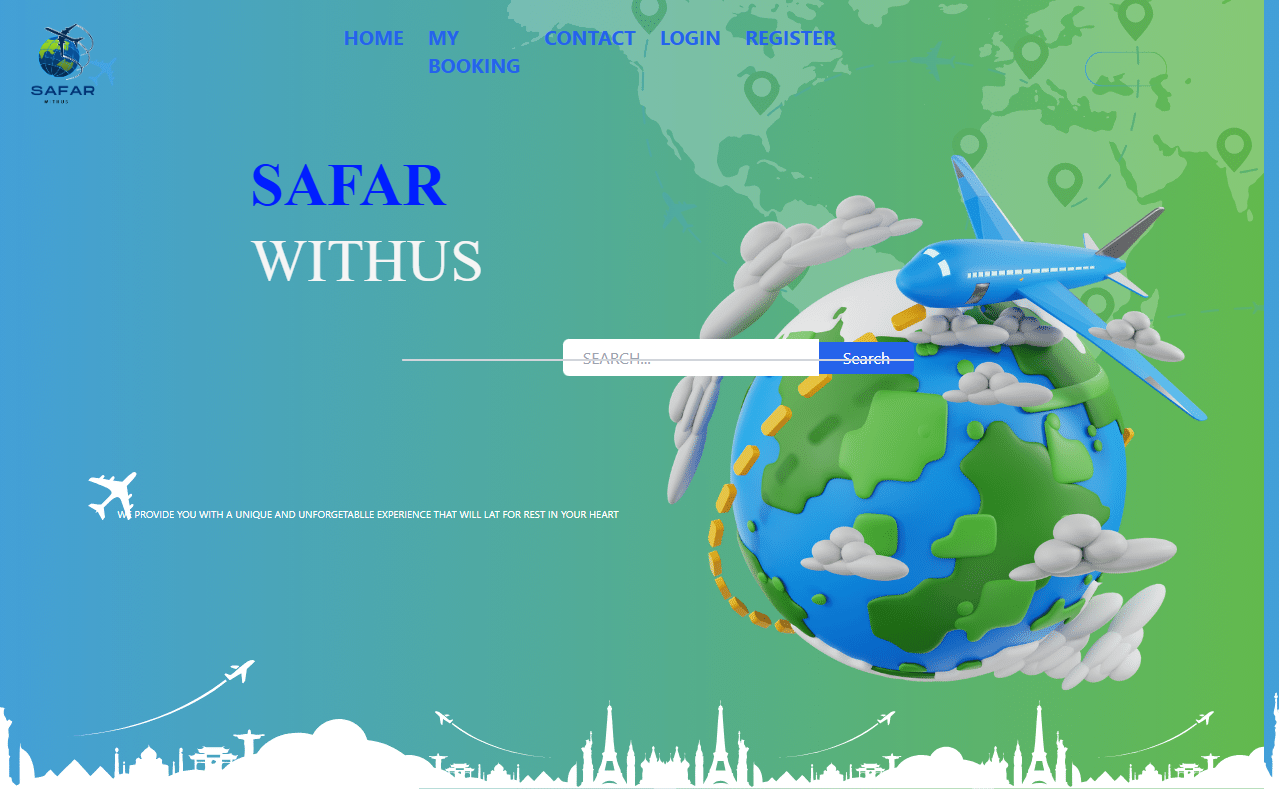 SAFAR
WITHUS
HOME MY BOOKING CONTACT LOGIN REGISTER
SAFAR
WITHUS
SEARCH... Search
WE PROVIDE YOU WITH A UNIQUE AND UNFORGETABLLE EXPERIENCE THAT WILL LAT FOR REST IN YOUR HEART